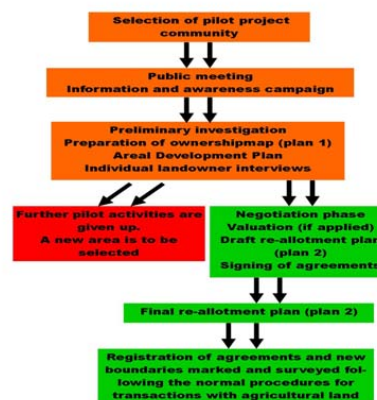 Selection of pilot project
community
Public meeting
Information and awareness campaign
Preliminary investigation
Preparation of ownershipmap (plan 1)
Areal Development Plan
Individual landowner interviews
Further pilot activities are
given up.
A new area is to be
selected
Negotiation phase
Valuation (if applied)
Draft re-allotment plan
(plan 2)
Signing of agreements
Final re-allotment plan (plan 2)
Registration of agreements and new
boundaries marked and surveyed fol-
lowing the normal procedures for
transactions with agricultural land